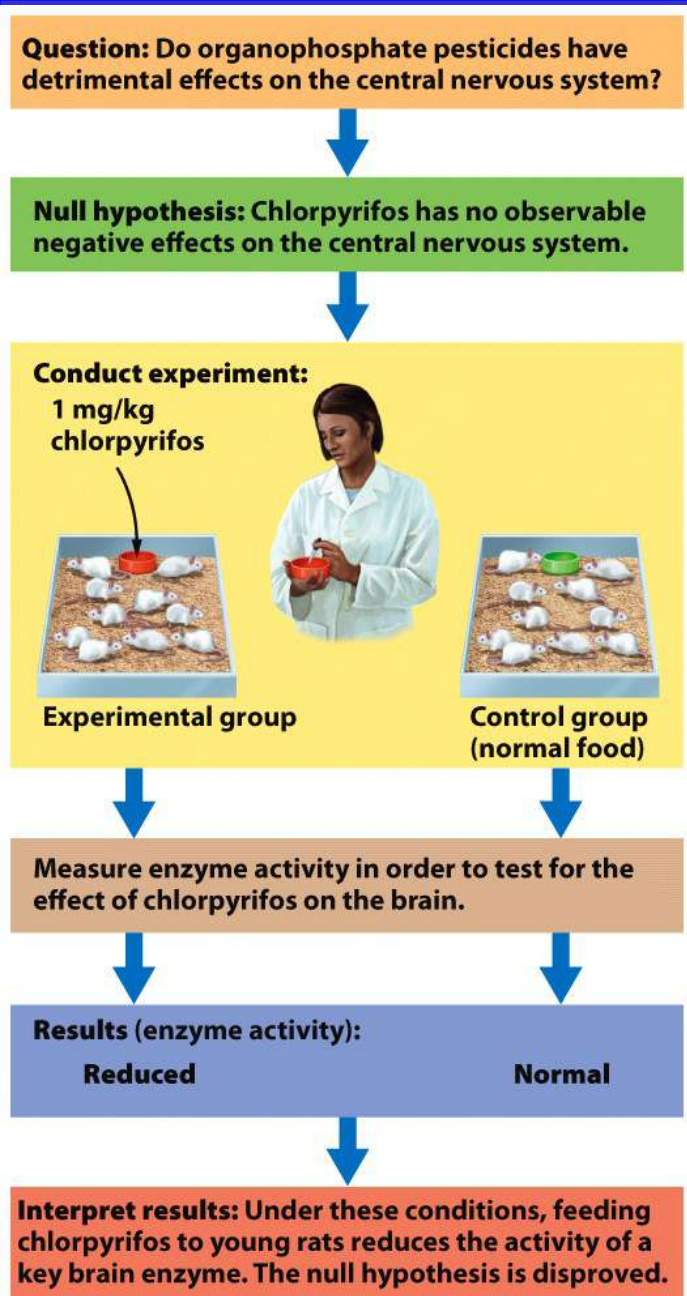 Question: Do organophosphate pesticides have
detrimental effects on the central nervous system?
Null hypothesis: Chlorpyrifos has no observable
negative effects on the central nervous system.
Conduct experiment:
1 mg/kg
chlorpyrifos
Experimental group
Control group
(normal food)
Measure enzyme activity in order to test for the
effect of chlorpyrifos on the brain.
Results (enzyme activity):
Reduced
Normal
Interpret results: Under these conditions, feeding
chlorpyrifos to young rats reduces the activity of a
key brain enzyme. The null hypothesis is disproved.